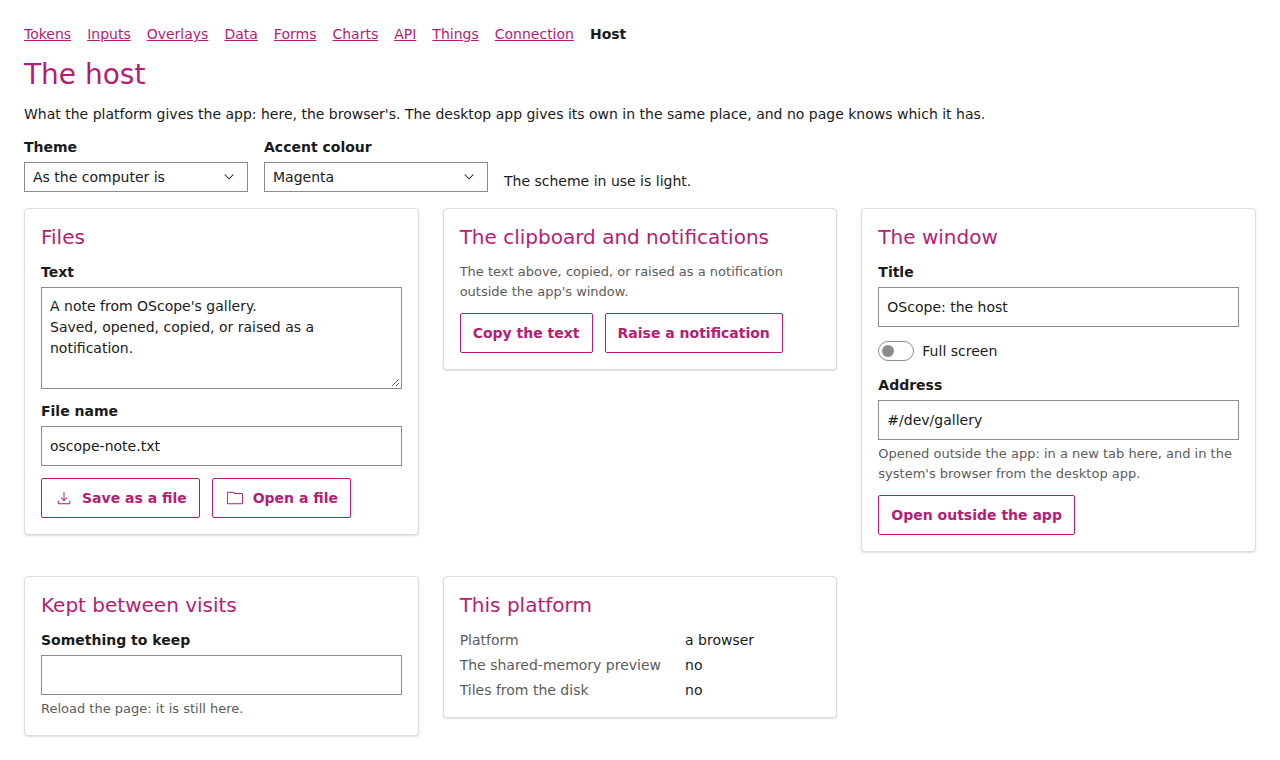 Tokens Inputs Overlays Data Forms Charts API Things Connection Host
The host
What the platform gives the app: here, the browser's. The desktop app gives its own in the same place, and no page knows which it has.
Theme
As the computer is
Accent colour
Magenta
The scheme in use is light.
Files
Text
A note from OScope's gallery.
Saved, opened, copied, or raised as a
notification.
File name
oscope-note.txt
Save as a file
Open a file
The clipboard and notifications
The text above, copied, or raised as a notification
outside the app's window.
Copy the text
Raise a notification
The window
Title
OScope: the host
Full screen
Address
#/dev/gallery
Opened outside the app: in a new tab here, and in the
system's browser from the desktop app.
Open outside the app
Kept between visits
Something to keep
Reload the page: it is still here.
This platform
Platform a browser
The shared-memory preview no
Tiles from the disk no